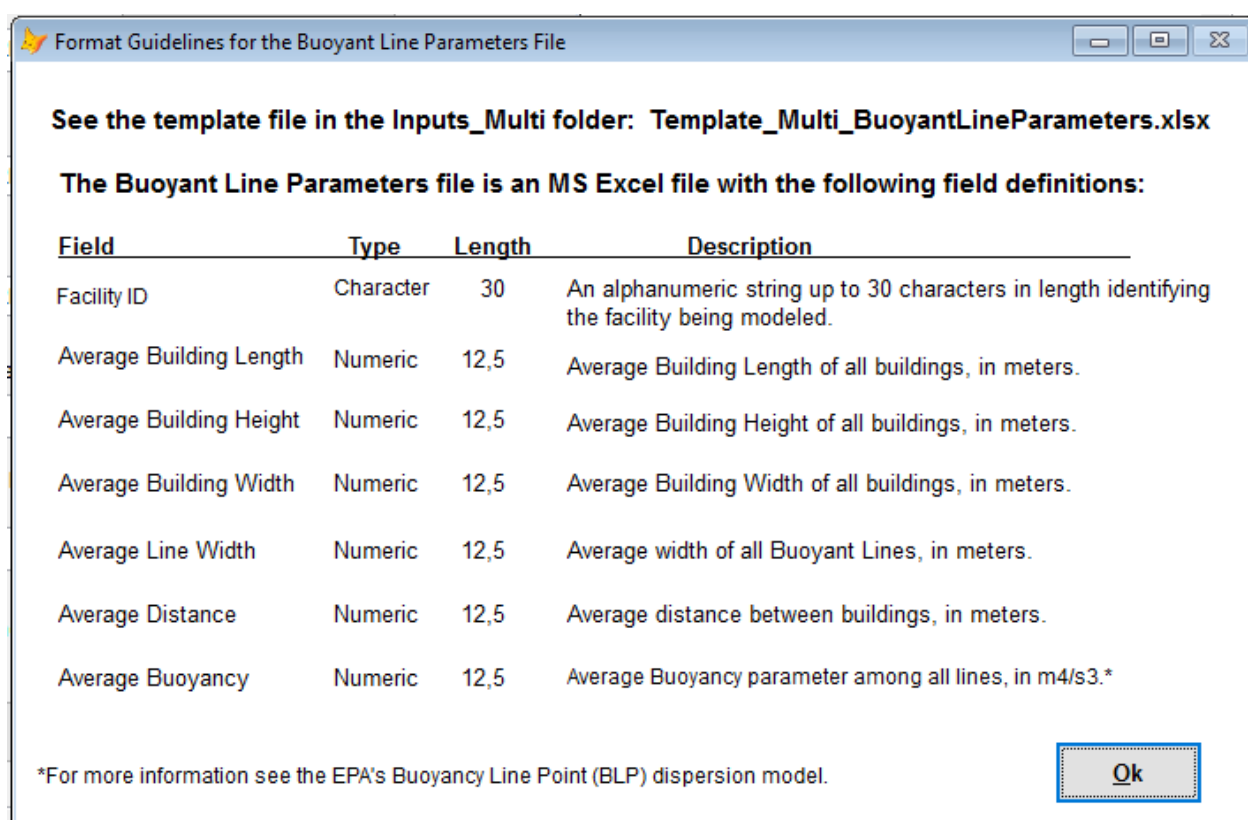 Format Guidelines for the Buoyant Line Parameters File
See the template file in the Inputs_Multi folder: Template_Multi_BuoyantLineParameters.xlsx
The Buoyant Line Parameters file is an MS Excel file with the following field definitions:
Field Type Length Description
Facility ID Character 30 An alphanumeric string up to 30 characters in length identifying
the facility being modeled.
Average Building Length Numeric 12,5 Average Building Length of all buildings, in meters.
Average Building Height Numeric 12,5 Average Building Height of all buildings, in meters.
Average Building Width Numeric 12,5 Average Building Width of all buildings, in meters.
Average Line Width Numeric 12,5 Average width of all Buoyant Lines, in meters.
Average Distance Numeric 12,5 Average distance between buildings, in meters.
Average Buoyancy Numeric 12,5 Average Buoyancy parameter among all lines, in m4/s3.*
*For more information see the EPA's Buoyancy Line Point (BLP) dispersion model.
Ok